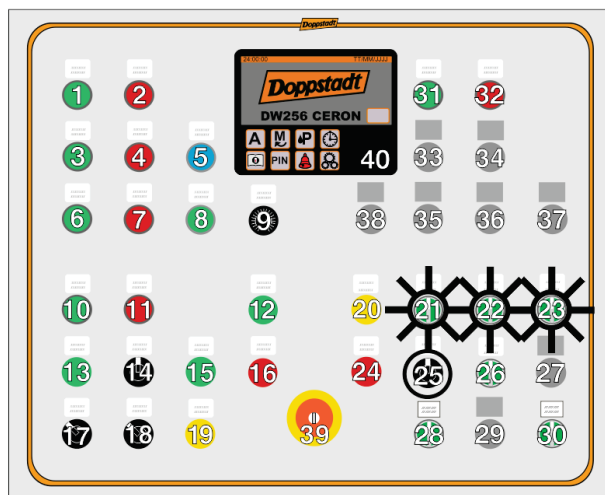 Doppstadt
24:00:00 TT/MM/JJJJ
Doppstadt
DW256 CERON
A M P
PIN
40
1 2 31 32
3 4 5 33 34
6 7 8 9 38 35 36 37
10 11 12 20 21 22 23
13 14 15 16 24 25 26 27
17 18 19 39 28 29 30